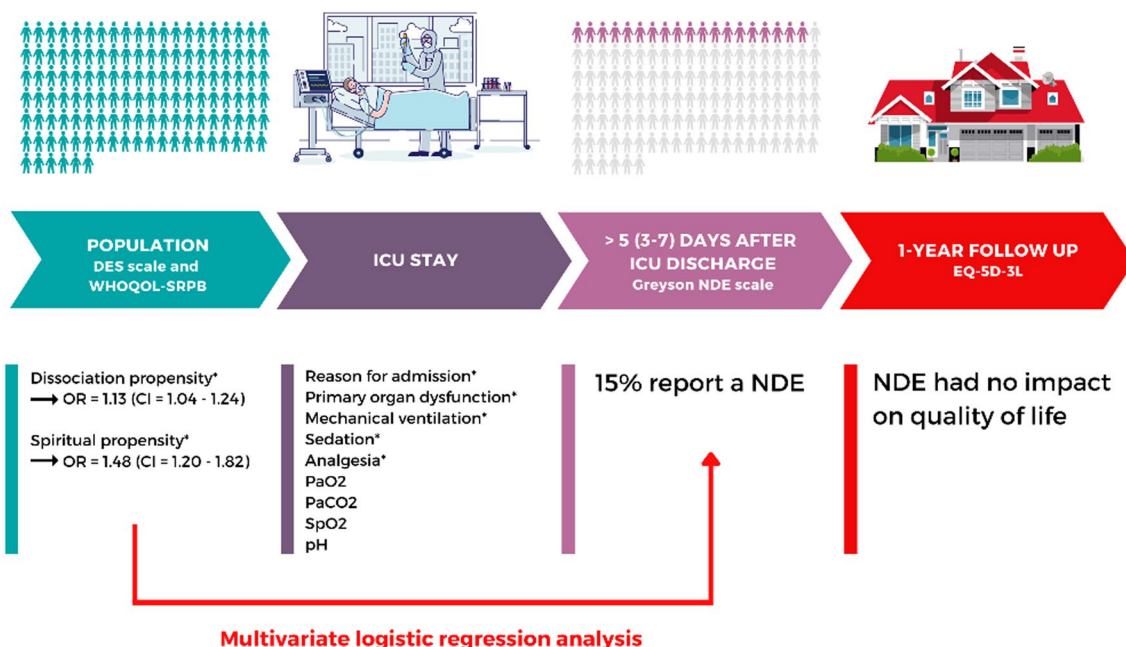 POPULATION
DES scale and
WHOQOL-SRPB
ICU STAY
> 5 (3-7) DAYS AFTER
ICU DISCHARGE
Greyson NDE scale
1-YEAR FOLLOW UP
EQ-5D-3L
Dissociation propensity*
→ OR = 1.13 (CI = 1.04 - 1.24)
Spiritual propensity*
→ OR = 1.48 (CI = 1.20 - 1.82)
Reason for admission*
Primary organ dysfunction*
Mechanical ventilation*
Sedation*
Analgesia*
PaO2
PaCO2
SpO2
pH
15% report a NDE
NDE had no impact
on quality of life
Multivariate logistic regression analysis